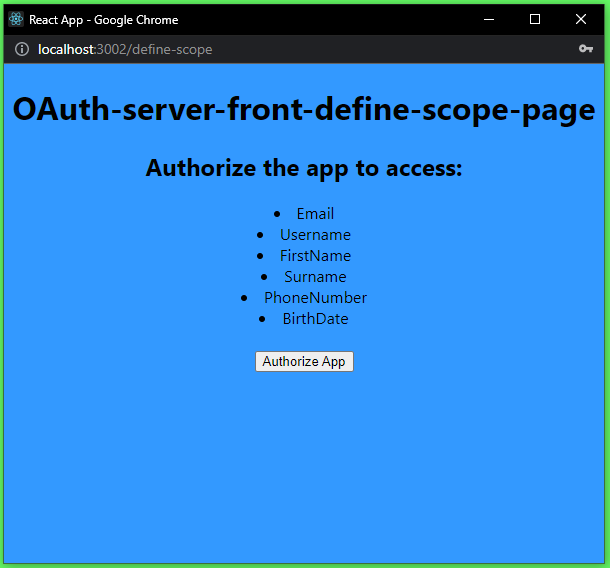 React App - Google Chrome
localhost:3002/define-scope
OAuth-server-front-define-scope-page
Authorize the app to access:
• Email
• Username
• FirstName
• Surname
• PhoneNumber
• BirthDate
Authorize App